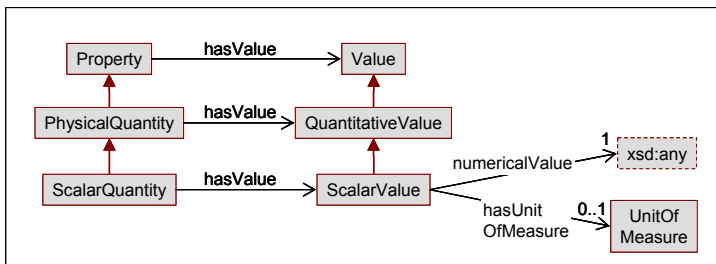 Property
hasValue
Value
PhysicalQuantity
hasValue
QuantitativeValue
ScalarQuantity
hasValue
ScalarValue
numericalValue
1
xsd:any
hasUnit
OfMeasure
0..1
UnitOf
Measure